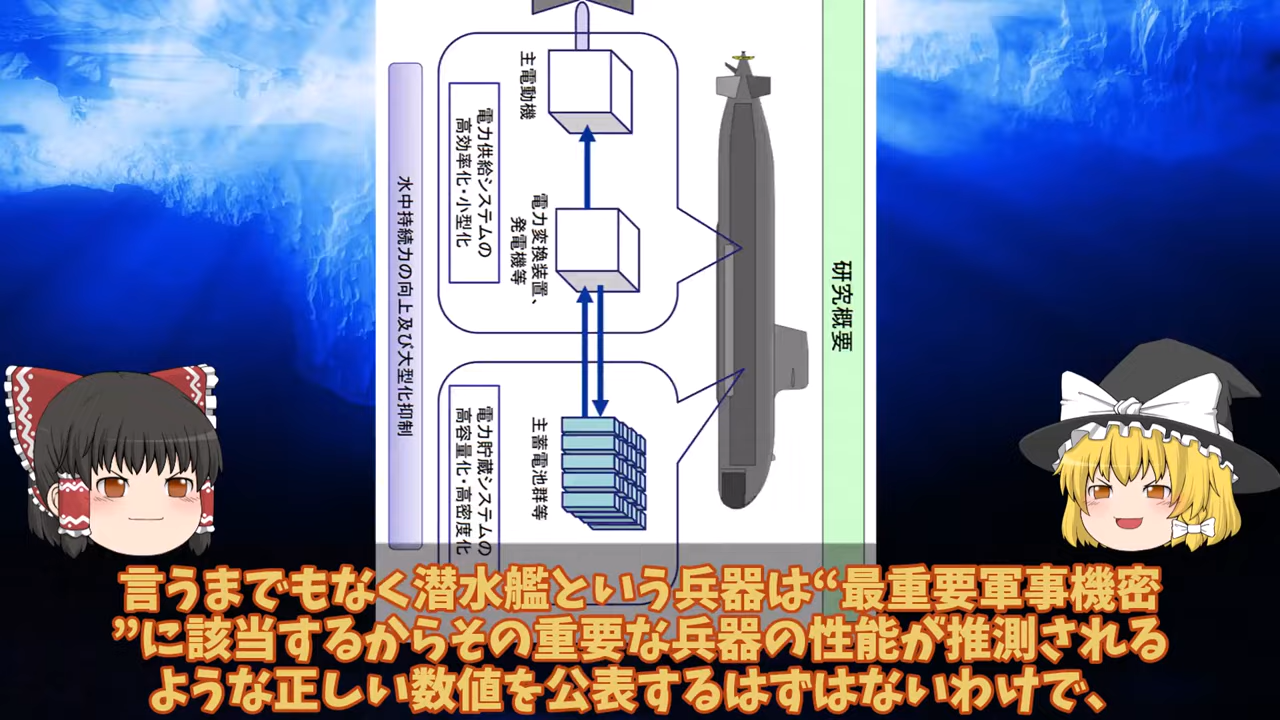 研究概要
主電動機
電力変換装置、
発電機等
主蓄電池群等
電力供給システムの
高効率化・小型化
電力貯蔵システムの
高容量化・高密度化
水中持続力の向上及び大型化抑制
言うまでもなく潜水艦という兵器は“最重要軍事機密
”に該当するからその重要な兵器の性能が推測される
ような正しい数値を公表するはずはないわけで、